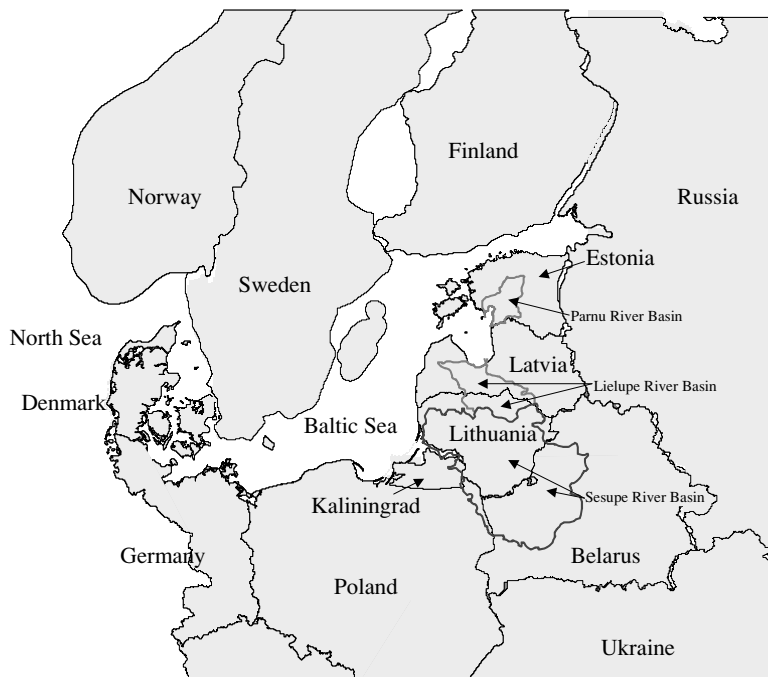 Finland
Norway
Russia
Estonia
Sweden
Parnu River Basin
North Sea
Latvia
Lielupe River Basin
Denmark
Baltic Sea
Lithuania
Sesupe River Basin
Kaliningrad
Germany
Belarus
Poland
Ukraine